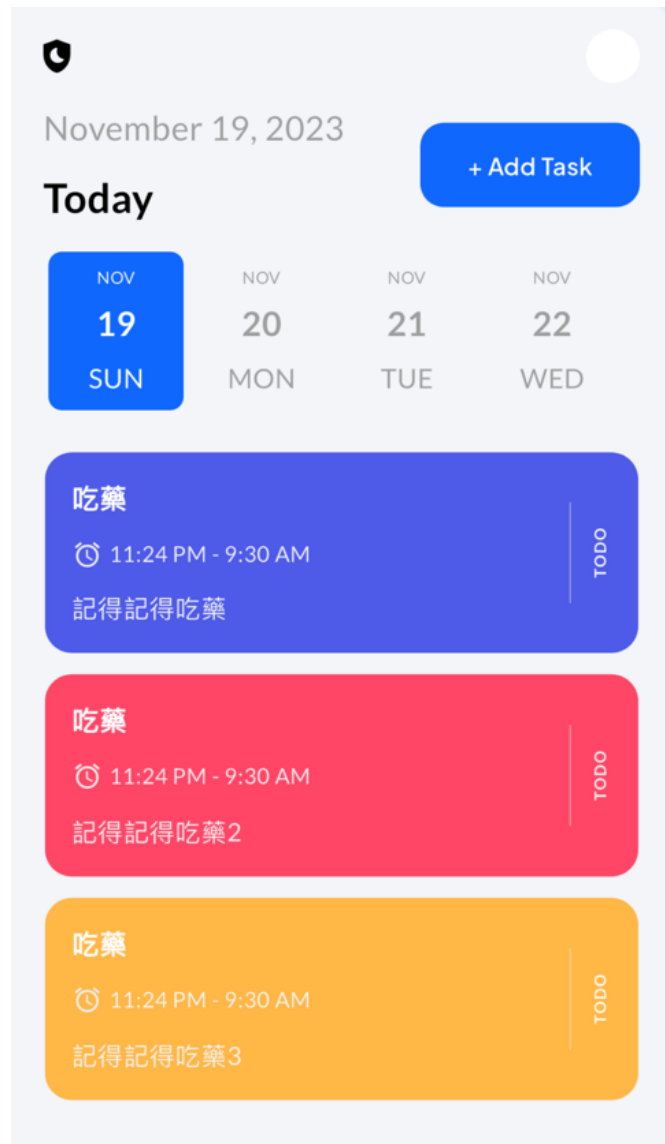 November 19, 2023
+ Add Task
Today
NOV NOV NOV NOV
19 20 21 22
SUN MON TUE WED
吃藥
11:24 PM - 9:30 AM
記得記得吃藥
TODO
吃藥
11:24 PM - 9:30 AM
記得記得吃藥2
TODO
吃藥
11:24 PM - 9:30 AM
記得記得吃藥3
TODO